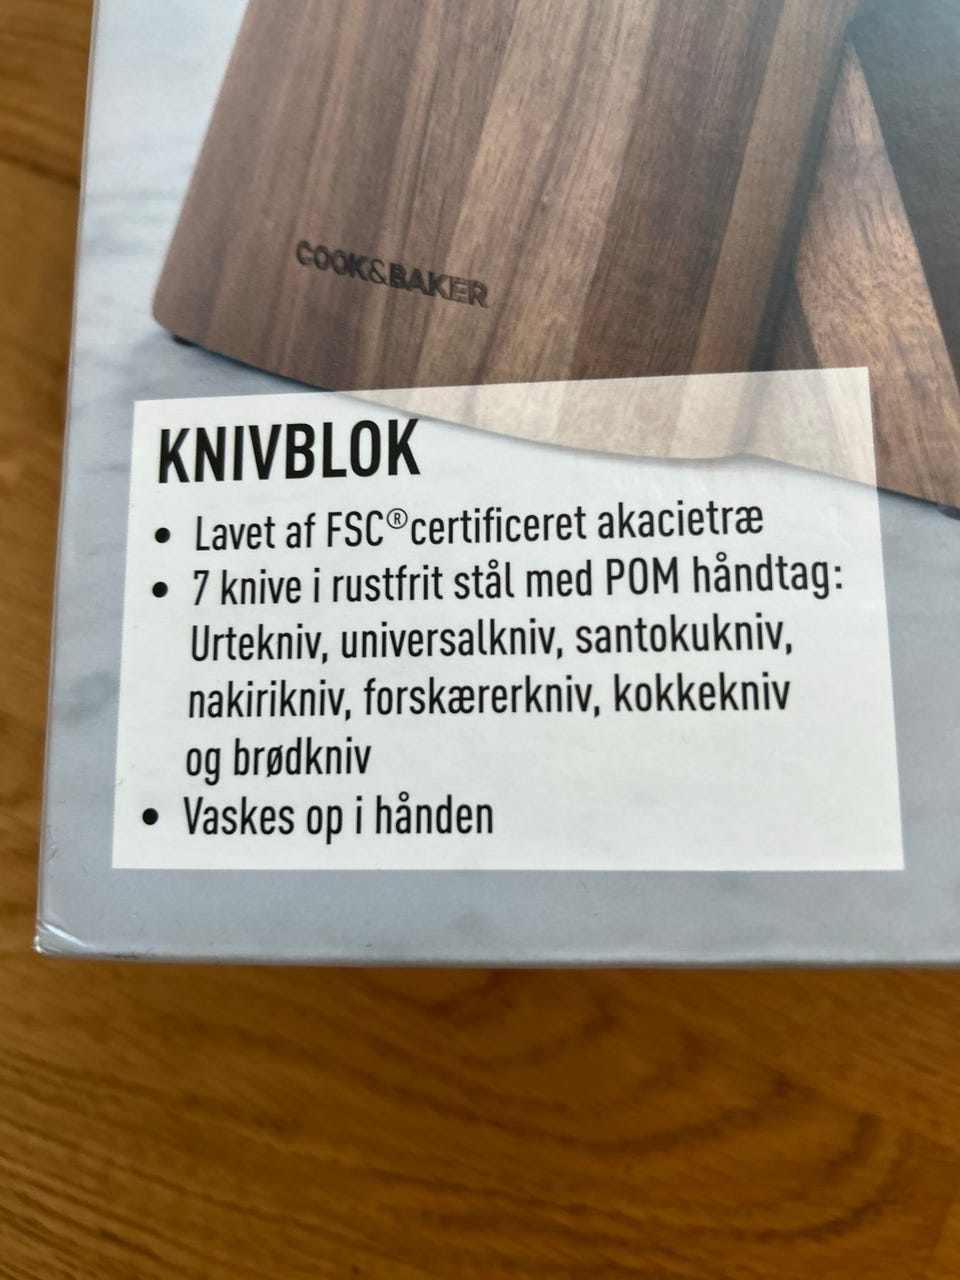 COOK&BAKER
KNIVBLOK
• Lavet af FSC® certificeret akacietræ
• 7 knive i rustfrit stål med POM håndtag:
Urtekniv, universalkniv, santokukniv,
nakirikniv, forskærerkniv, kokkekniv
og brødkniv
• Vaskes op i hånden